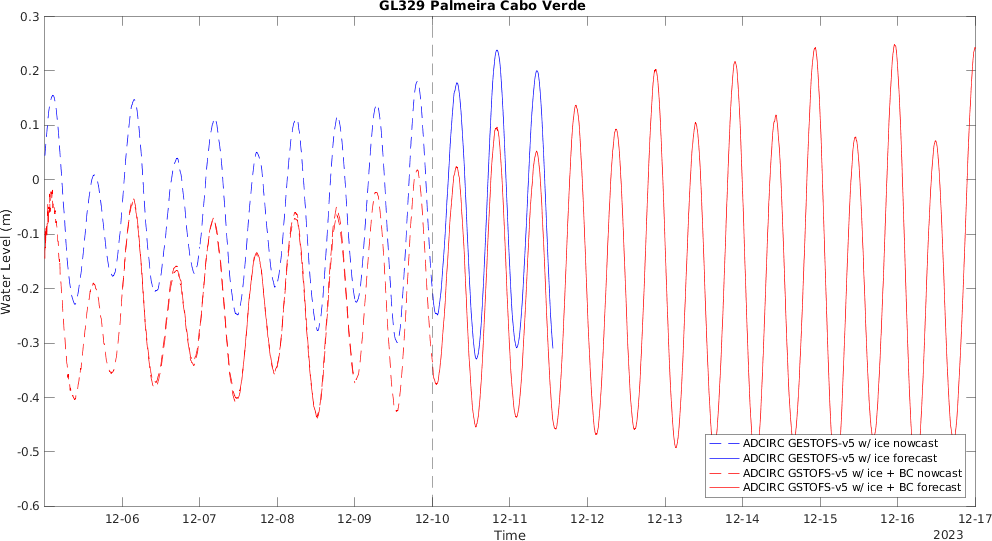 GL329 Palmeira Cabo Verde
0.3
0.2
0.1
0
-0.1
-0.2
-0.3
-0.4
-0.5
-0.6
Water Level (m)
ADCIRC GESTOFS-v5 w/ ice nowcast
ADCIRC GESTOFS-v5 w/ ice forecast
ADCIRC GSTOFS-v5 w/ ice + BC nowcast
ADCIRC GSTOFS-v5 w/ ice + BC forecast
12-06 12-07 12-08 12-09 12-10 12-11 12-12 12-13 12-14 12-15 12-16 12-17
Time
2023